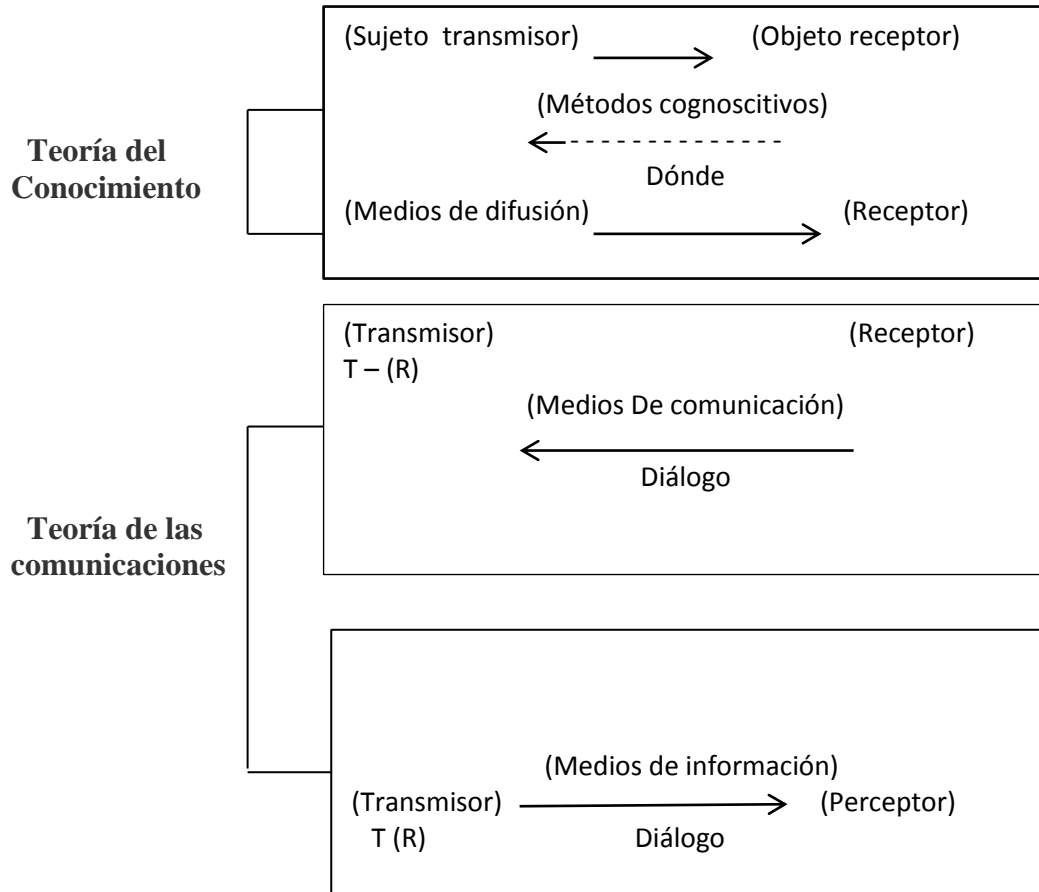 (Sujeto transmisor) (Objeto receptor)
(Métodos cognoscitivos)
Teoría del
Conocimiento
Dónde
(Medios de difusión) (Receptor)
(Transmisor) (Receptor)
T – (R)
(Medios De comunicación)
Diálogo
Teoría de las
comunicaciones
(Medios de información)
(Transmisor) (Perceptor)
T (R) Diálogo